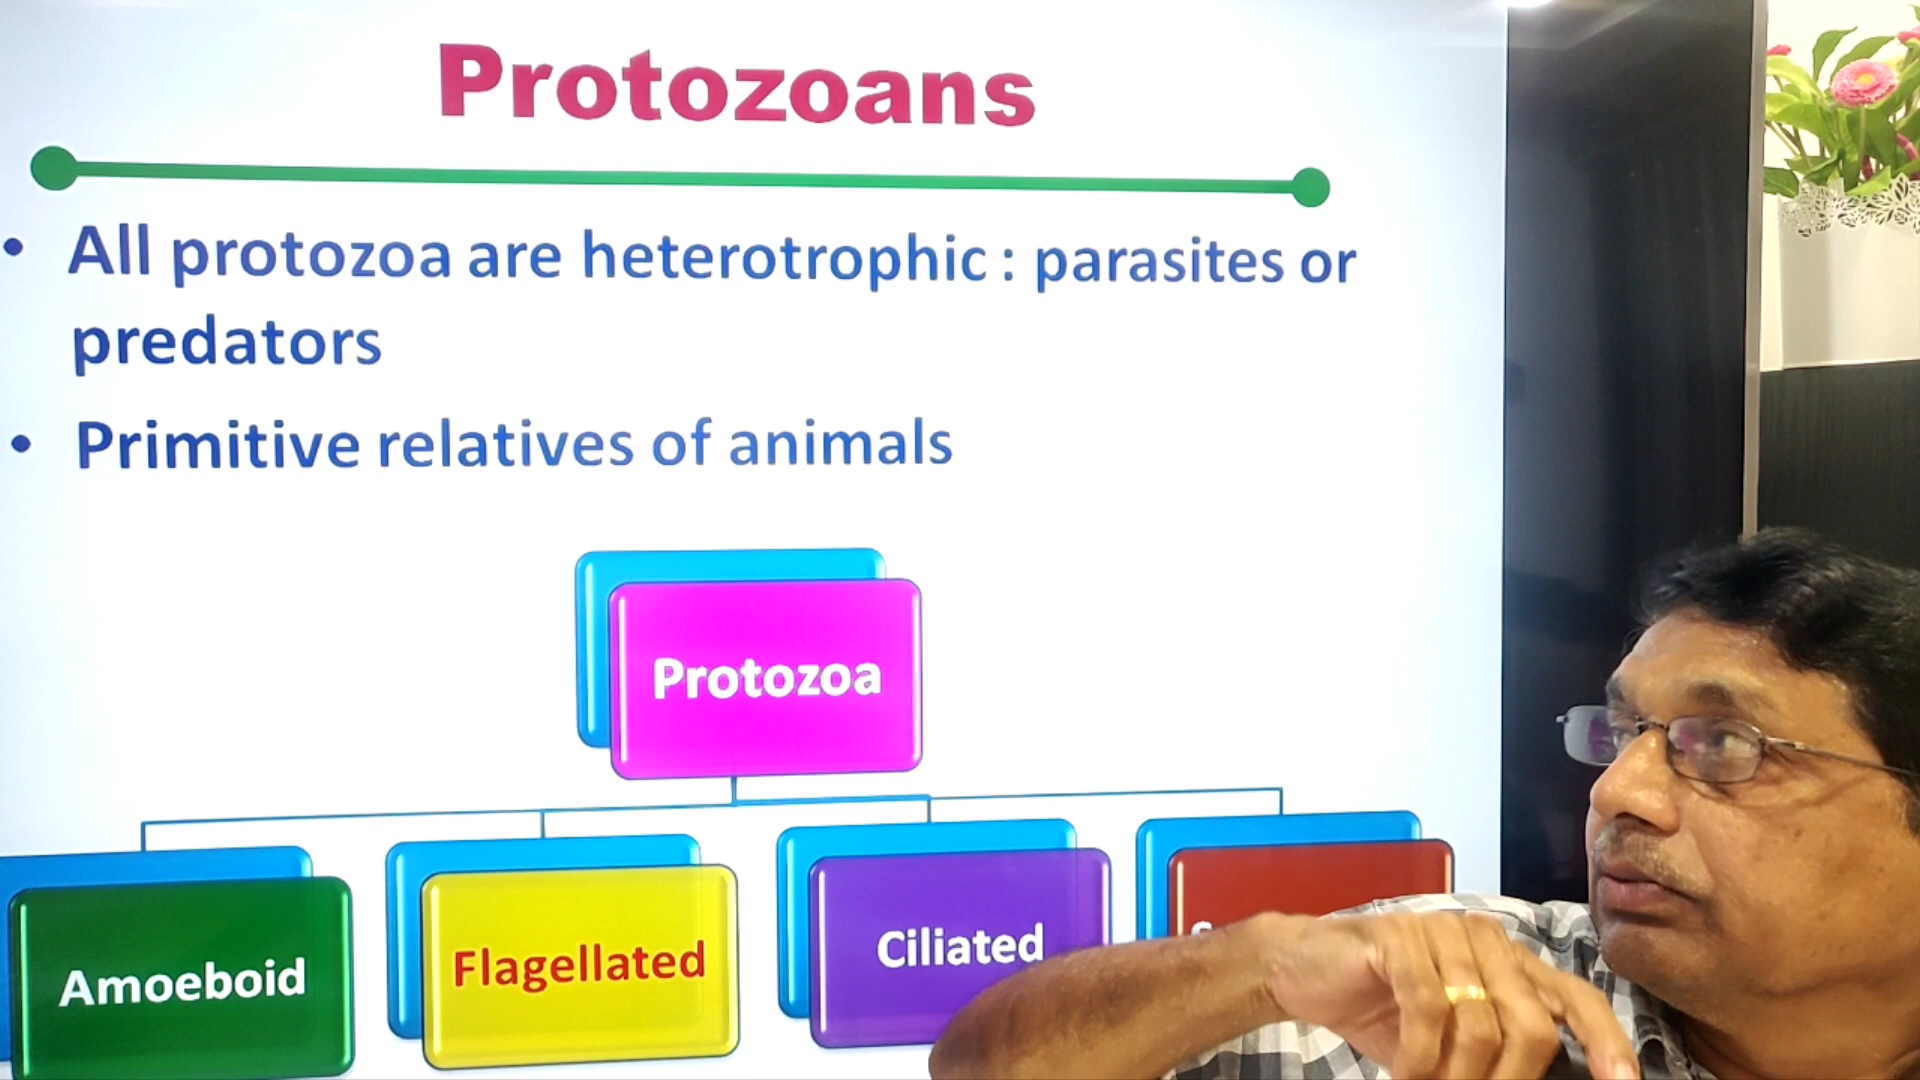 Protozoans
• All protozoa are heterotrophic : parasites or
predators
• Primitive relatives of animals
Protozoa
Amoeboid
Flagellated
Ciliated